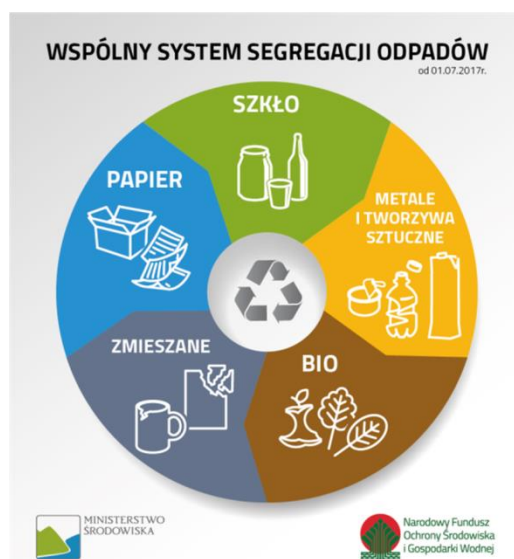 WSPÓLNY SYSTEM SEGREGACJI ODPADÓW
od 01.07.2017r.
SZKŁO
PAPIER
METALE
I TWORZYWA
SZTUCZNE
ZMIESZANE
BIO
MINISTERSTWO
ŚRODOWISKA
Narodowy Fundusz
Ochrony Środowiska
i Gospodarki Wodnej